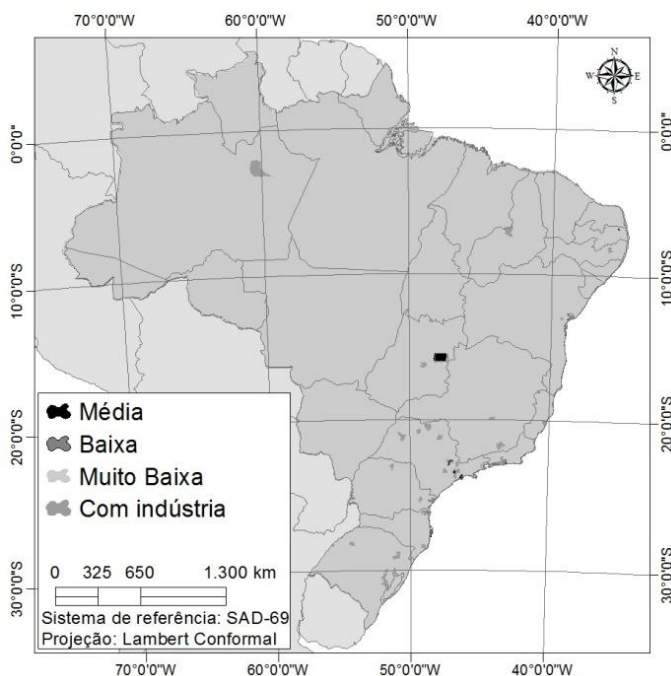 70°0'0"W 60°0'0"W 50°0'0"W 40°0'0"W
N
W E
S
0°0'0" 0°0'0"
10°0'0"S 10°0'0"S
20°0'0"S 20°0'0"S
30°0'0"S 30°0'0"S
Média
Baixa
Muito Baixa
Com indústria
0 325 650 1.300 km
Sistema de referência: SAD-69
Projeção: Lambert Conformal
70°0'0"W 60°0'0"W 50°0'0"W 40°0'0"W